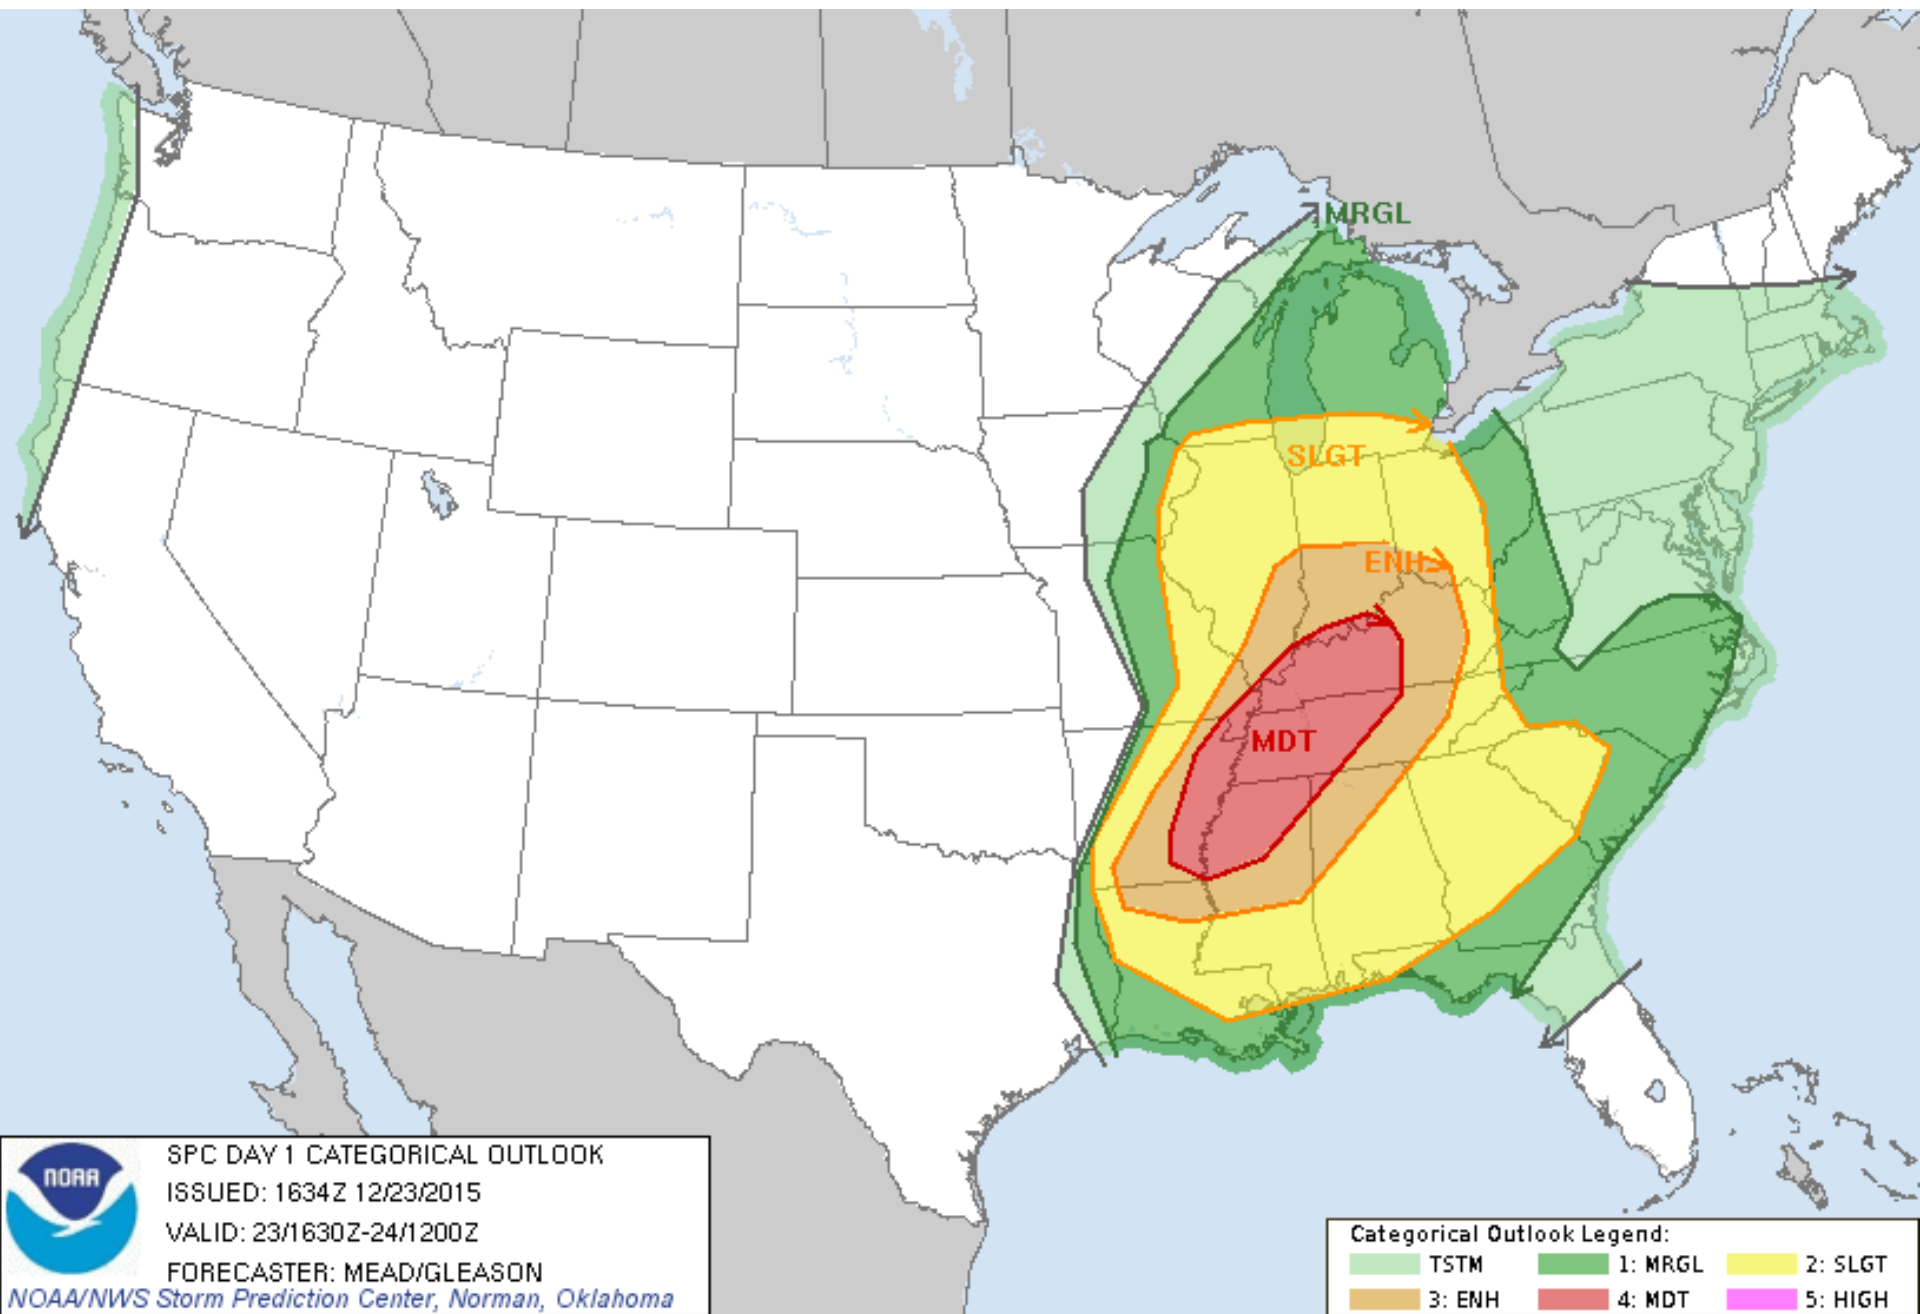 MRGL
SLGT
ENH
MDT
NOAA
SPC DAY 1 CATEGORICAL OUTLOOK
ISSUED: 1634Z 12/23/2015
VALID: 23/1630Z-24/1200Z
FORECASTER: MEAD/GLEASON
NOAA/NWS Storm Prediction Center, Norman, Oklahoma
Categorical Outlook Legend:
TSTM 1: MRGL 2: SLGT
3: ENH 4: MDT 5: HIGH